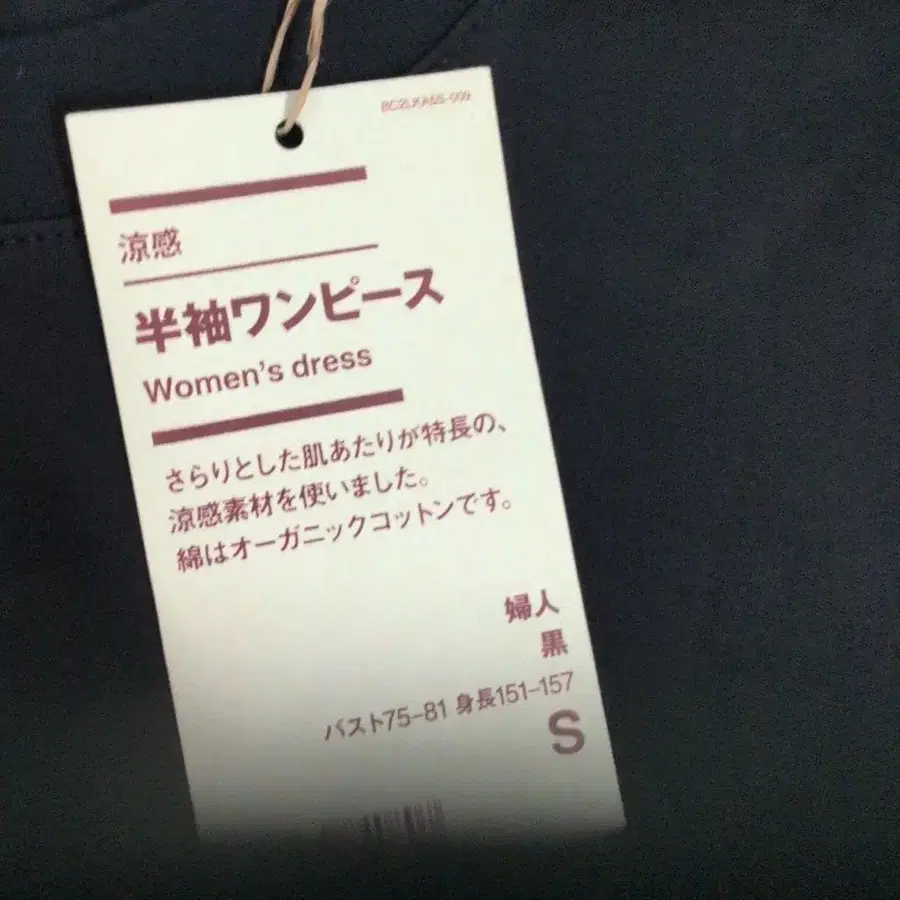 涼感
半袖ワンピース
Women's dress
さらりとした肌あたりが特長の、
涼感素材を使いました。
綿はオーガニックコットンです。
婦人
黒
バスト75-81 身長151-157
S